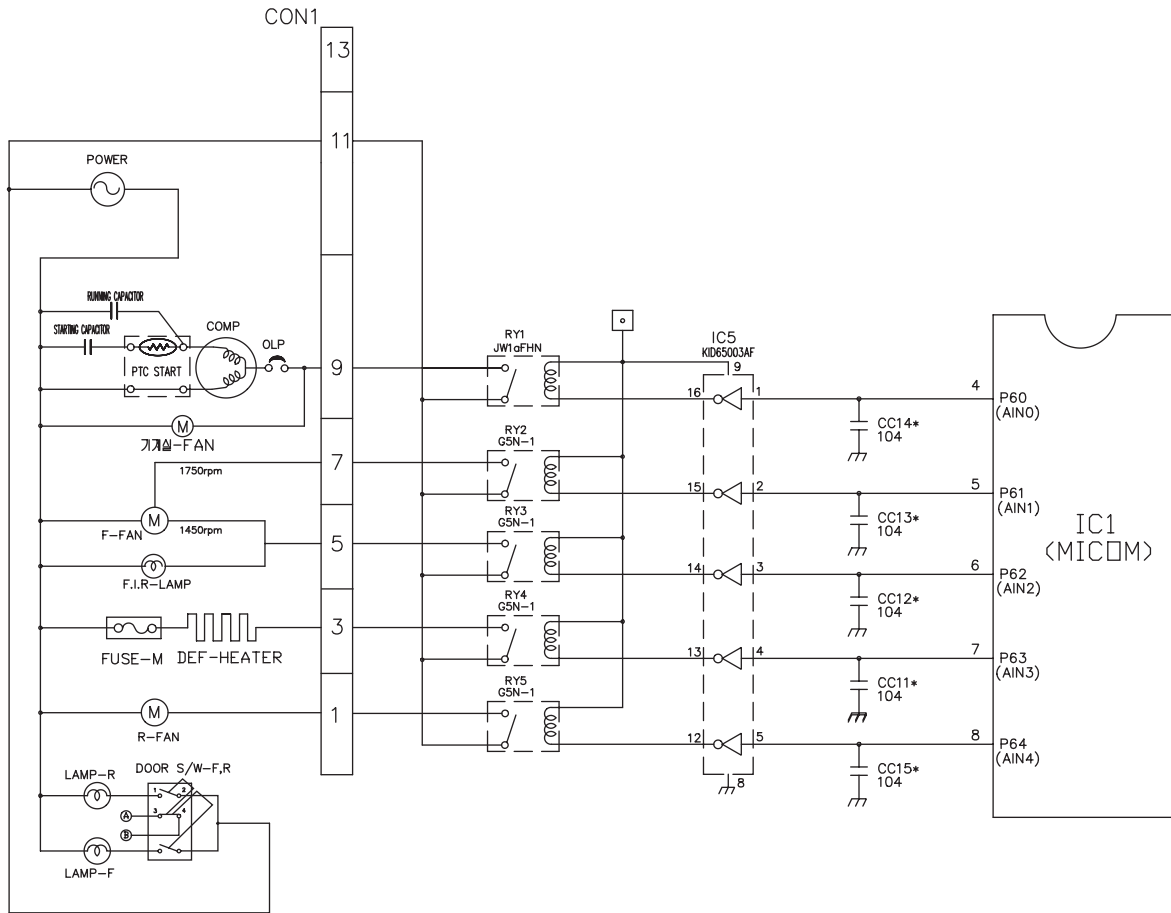 CON1
13
11
POWER
RUNNING CAPACITOR
STARTING CAPACITOR
COMP
OLP
PTC START
9
기계실-FAN
RY1
JW1aFHN
IC5
KID65003AF
9
16
1
4
P60
(AIN0)
CC14*
104
1750rpm
7
RY2
G5N-1
15
2
5
P61
(AIN1)
CC13*
104
M
M
F-FAN
1450rpm
5
F.I.R-LAMP
RY3
G5N-1
14
3
6
P62
(AIN2)
CC12*
104
IC1
(MICOM)
FUSE-M
DEF-HEATER
3
RY4
G5N-1
13
4
7
P63
(AIN3)
CC11*
104
M
R-FAN
1
RY5
G5N-1
12
5
8
P64
(AIN4)
CC15*
104
8
LAMP-R
DOOR S/W-F,R
1
2
3
4
A
B
LAMP-F